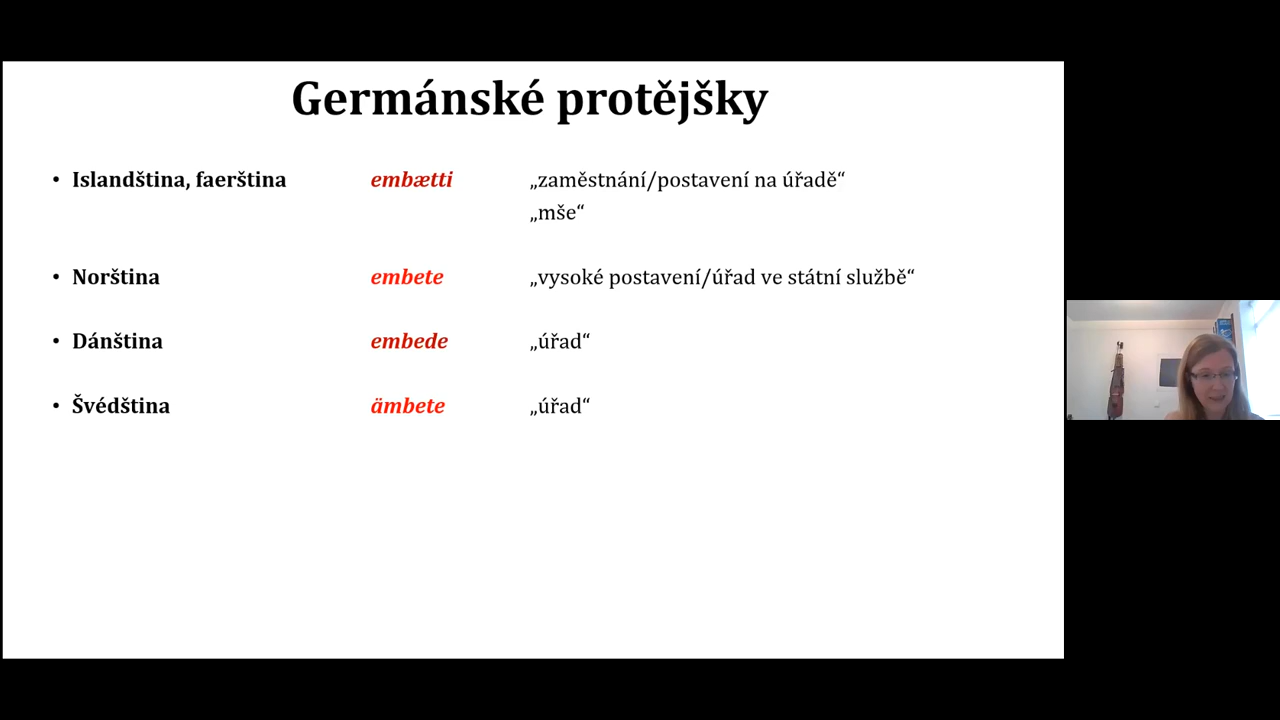 Germánské protějšky
• Islandština, faerština embætti „zaměstnání/postavení na úřadě“
„mše“
• Norština embete „vysoké postavení/úřad ve státní službě“
• Dánština embede „úřad“
• Švédština ämbete „úřad“